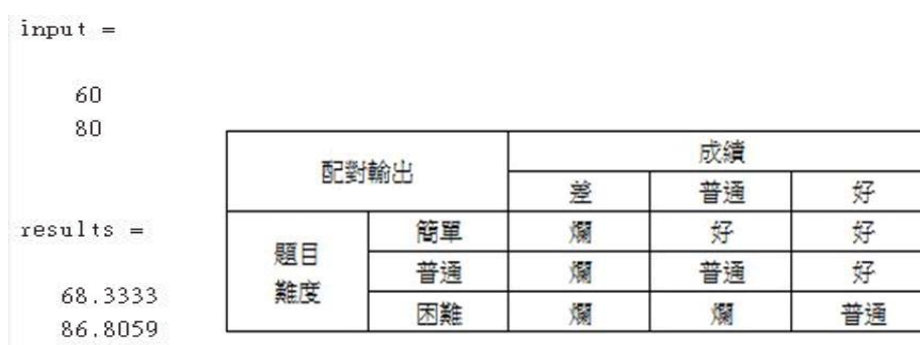 input =
60
80
results =
68.3333
86.8059
配對輸出
成績
差 普通 好
題目
難度
簡單 爛 好 好
普通 爛 普通 好
困難 爛 爛 普通